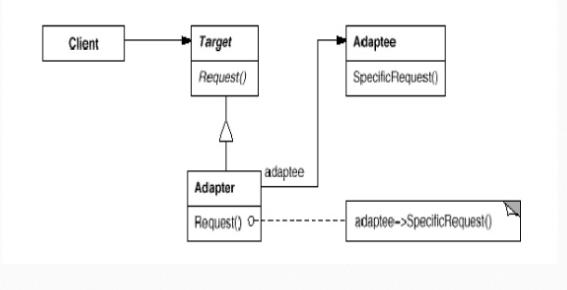 Client
Target
Request()
Adaptee
SpecificRequest()
adaptee
Adapter
Request()
adaptee->SpecificRequest()